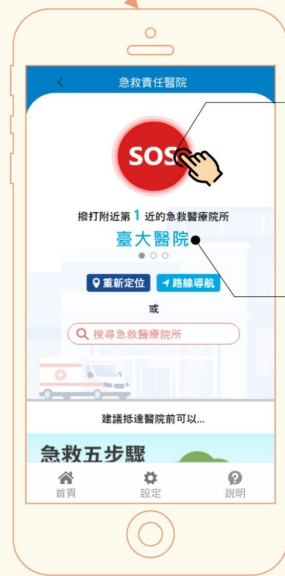 急救責任醫院
SOS
撥打附近第 1 近的急救醫療院所
臺大醫院
重新定位 路線導航
或
搜尋急救醫療院所
建議抵達醫院前可以...
急救五步驟
首頁 設定 說明